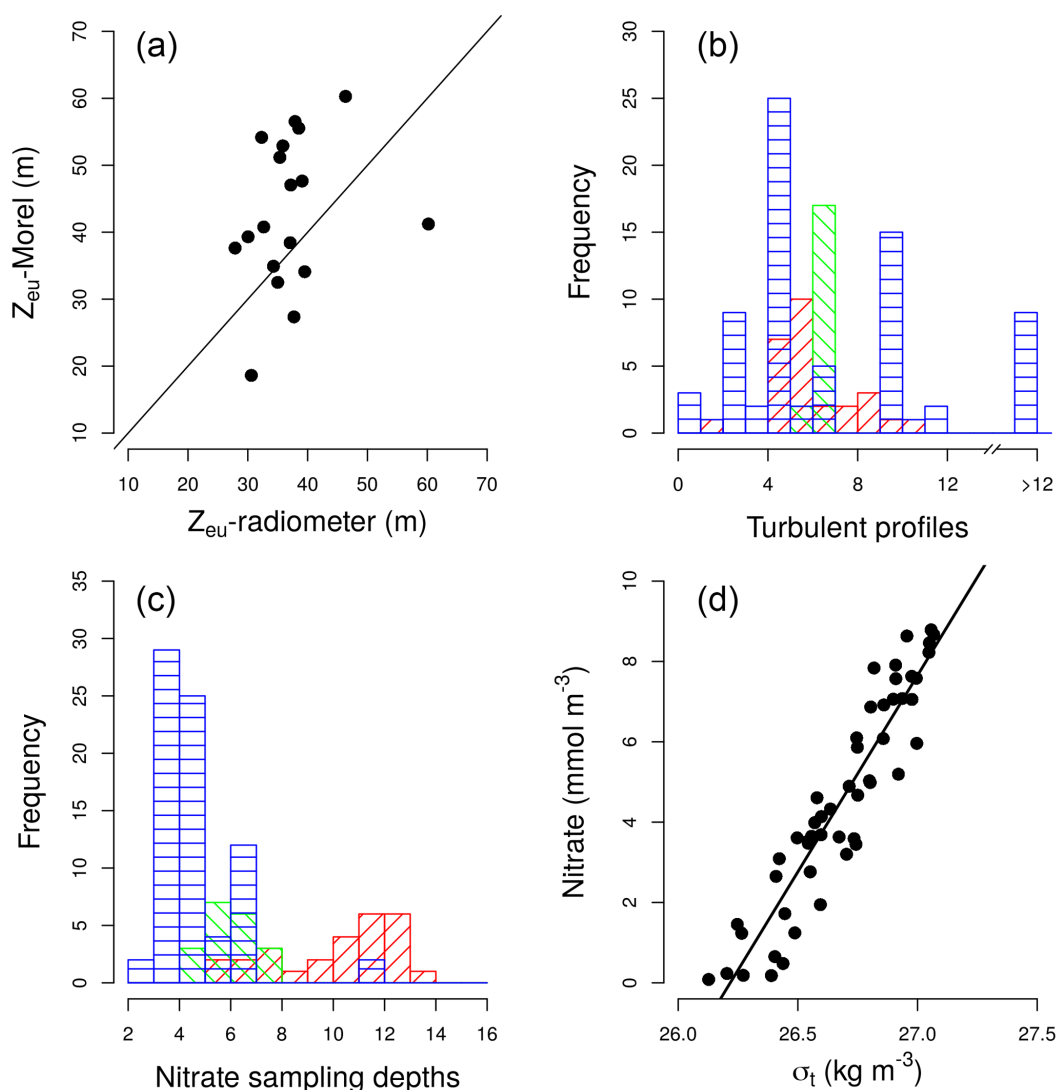 (a)
70
60
50
40
30
20
10
Zeu-Morel (m)
10 20 30 40 50 60 70
Zeu-radiometer (m)
(b)
30
25
20
15
10
5
0
Frequency
0 4 8 12 >12
Turbulent profiles
(c)
35
30
25
20
15
10
5
0
Frequency
2 4 6 8 10 12 14 16
Nitrate sampling depths
(d)
10
8
6
4
2
0
Nitrate (mmol m-3)
26.0 26.5 27.0 27.5
σt (kg m-3)